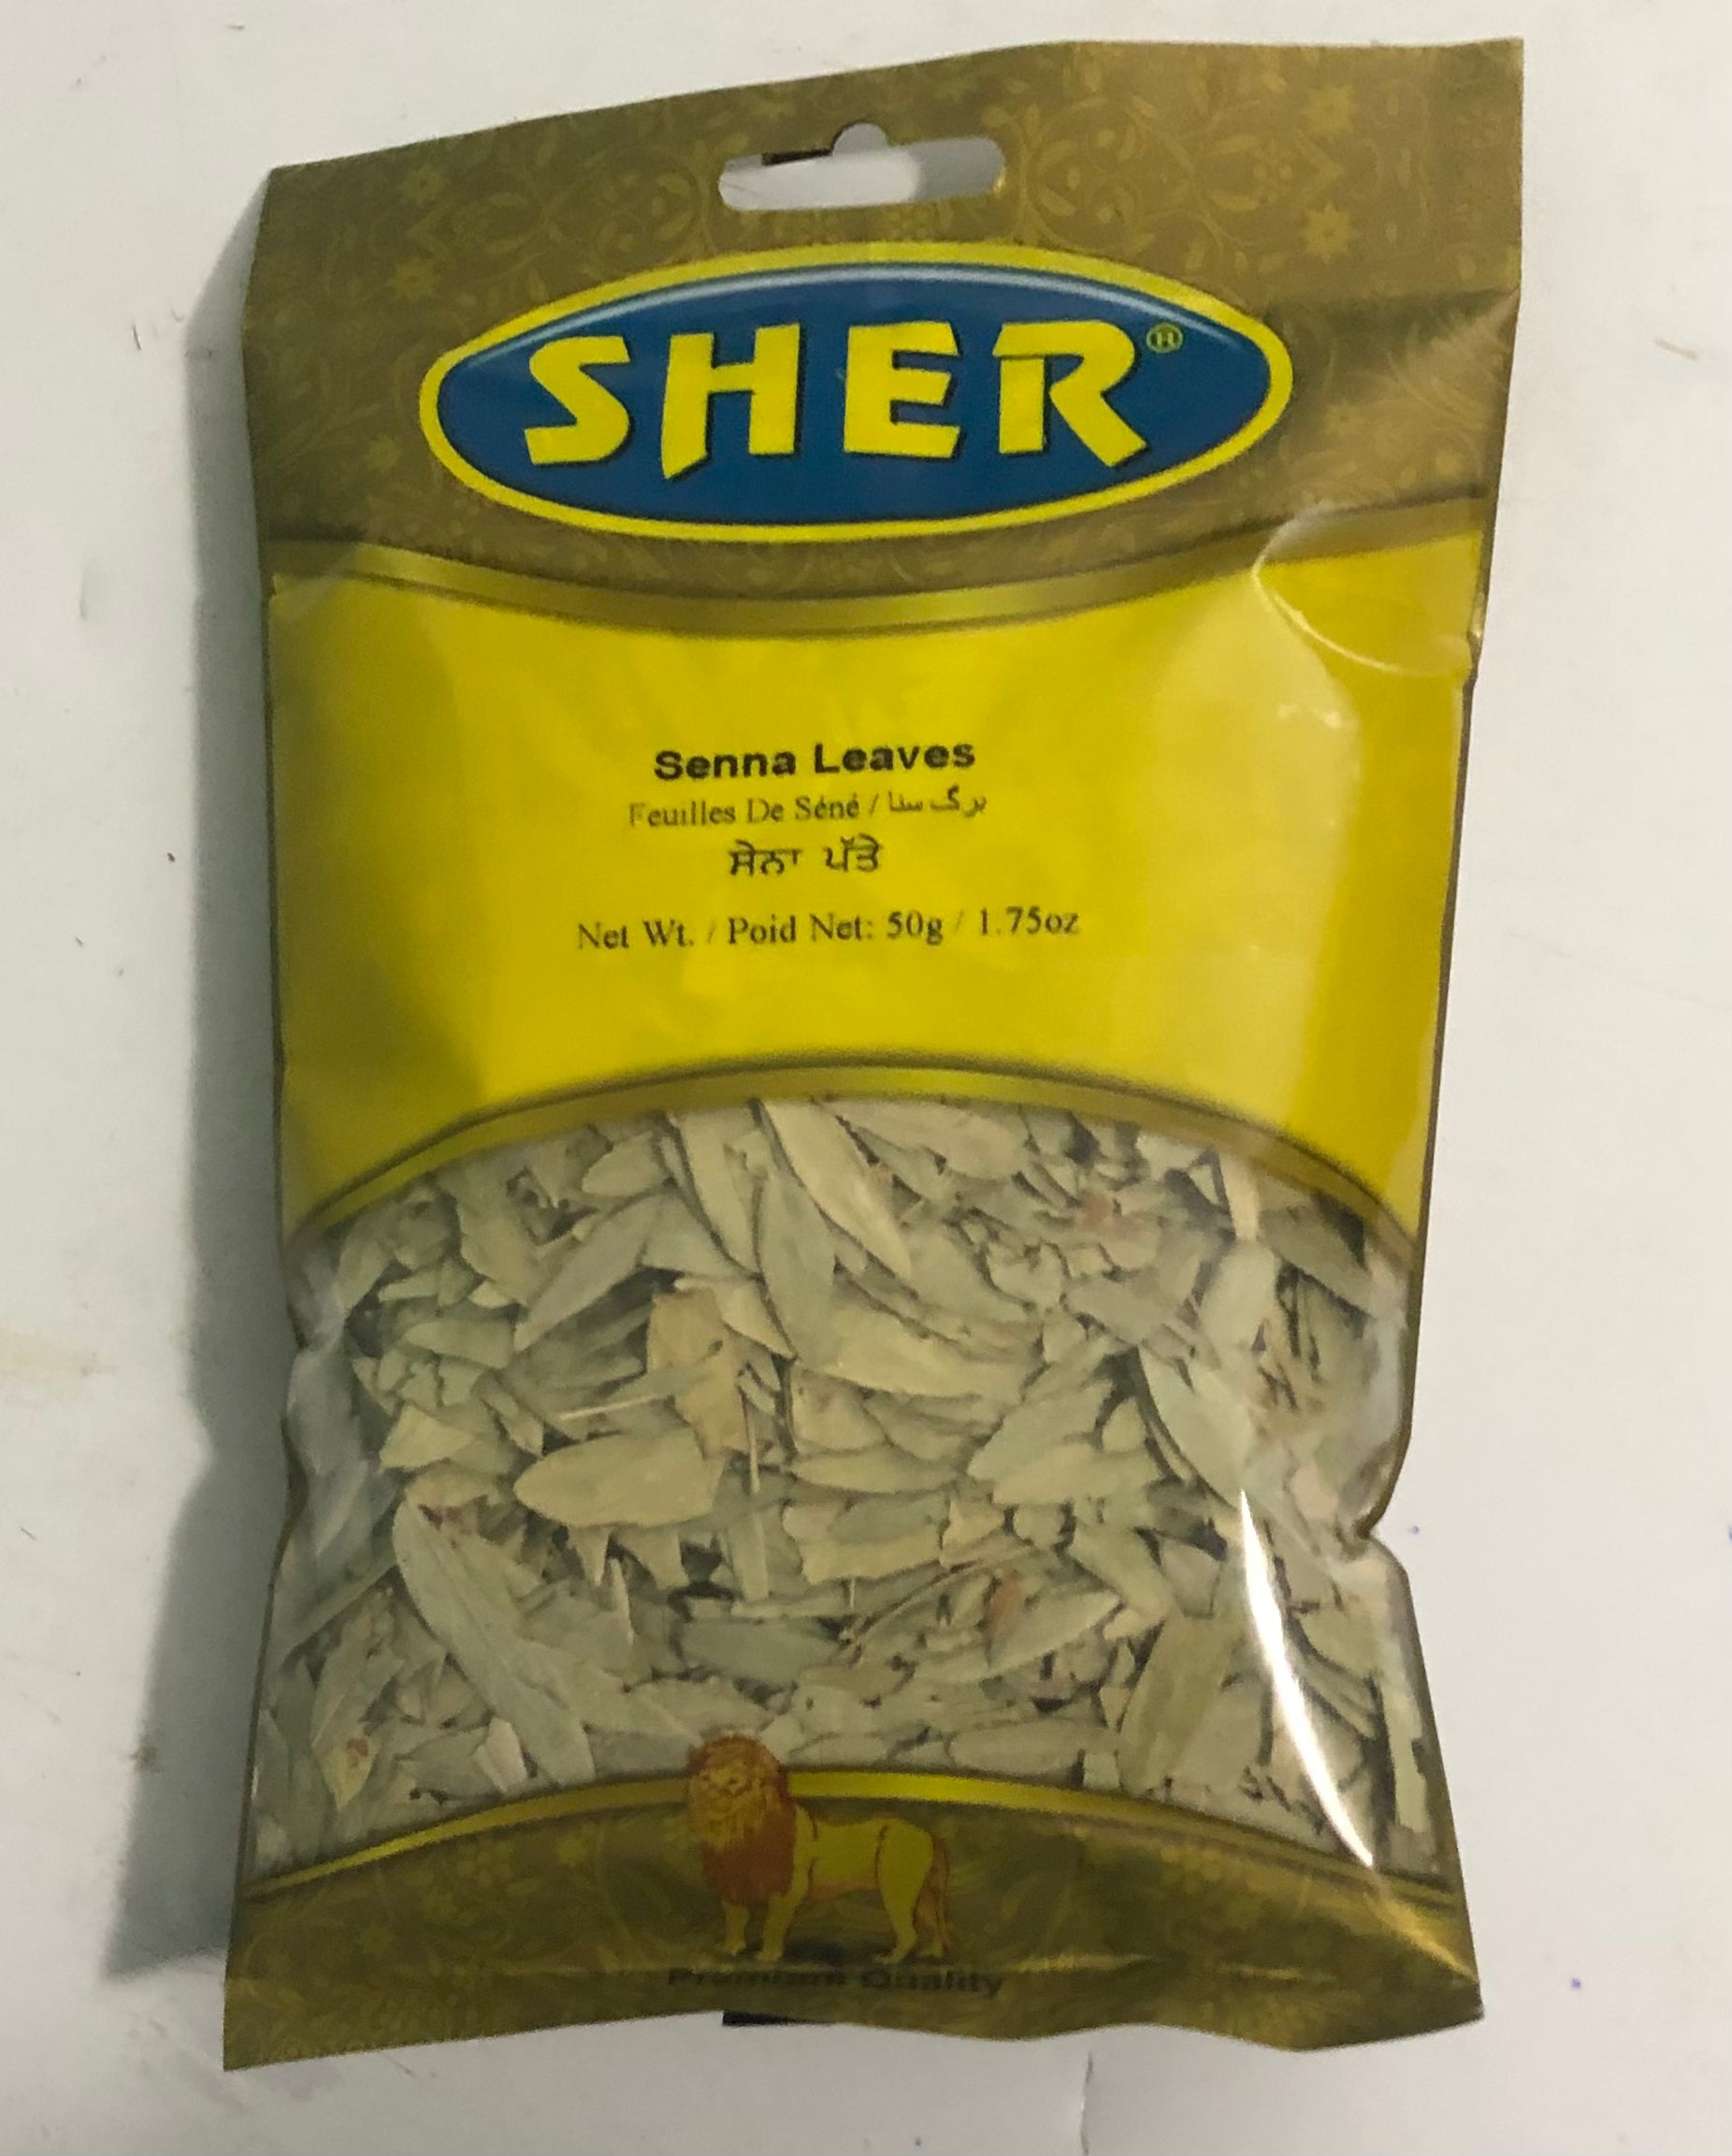 SHER®
Senna Leaves
Feuilles De Séné / برگ سنا
ਸੇਨਾ ਪੱਤੇ
Net Wt. / Poid Net: 50g / 1.75oz
Premium Quality